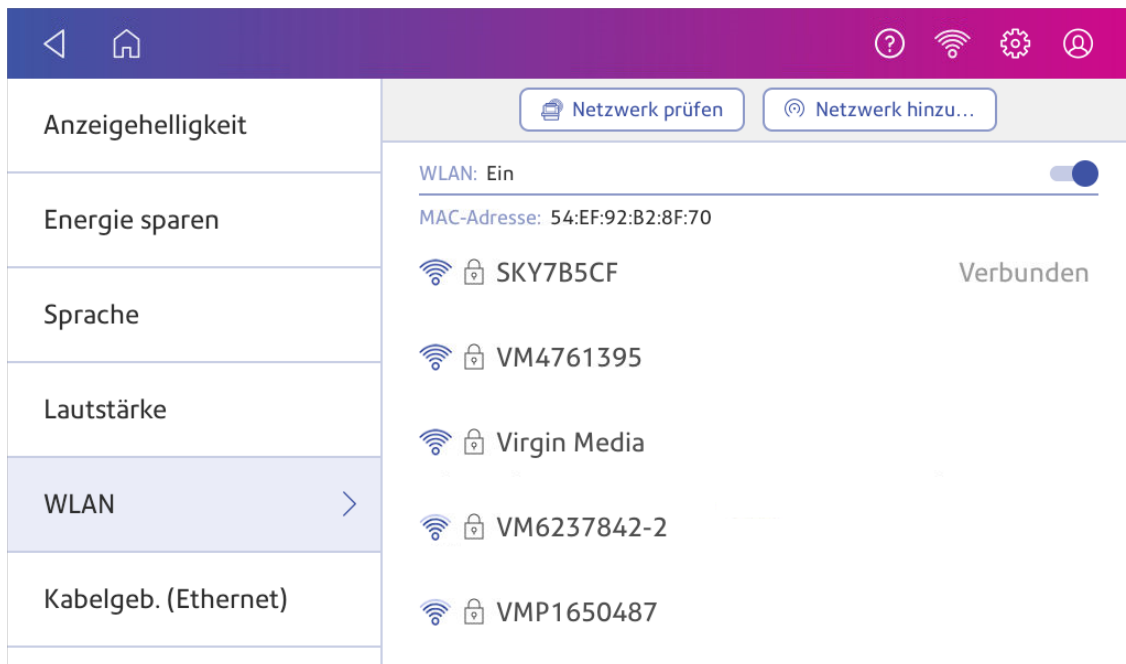 Netzwerk prüfen
Netzwerk hinzu...
Anzeigehelligkeit
Energie sparen
Sprache
Lautstärke
WLAN
Kabelgeb. (Ethernet)
WLAN: Ein
MAC-Adresse: 54:EF:92:B2:8F:70
SKY7B5CF Verbunden
VM4761395
Virgin Media
VM6237842-2
VMP1650487